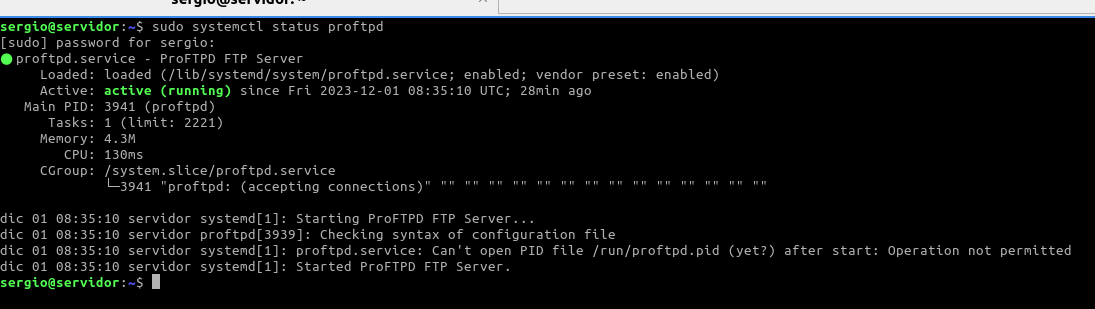 sergio@servidor: ~
sergio@servidor:~$ sudo systemctl status proftpd
[sudo] password for sergio:
● proftpd.service - ProFTPD FTP Server
Loaded: loaded (/lib/systemd/system/proftpd.service; enabled; vendor preset: enabled)
Active: active (running) since Fri 2023-12-01 08:35:10 UTC; 28min ago
Main PID: 3941 (proftpd)
Tasks: 1 (limit: 2221)
Memory: 4.3M
CPU: 130ms
CGroup: /system.slice/proftpd.service
└─3941 "proftpd: (accepting connections)" "" "" "" "" "" "" "" "" "" "" "" "" "" ""
dic 01 08:35:10 servidor systemd[1]: Starting ProFTPD FTP Server...
dic 01 08:35:10 servidor proftpd[3939]: Checking syntax of configuration file
dic 01 08:35:10 servidor systemd[1]: proftpd.service: Can't open PID file /run/proftpd.pid (yet?) after start: Operation not permitted
dic 01 08:35:10 servidor systemd[1]: Started ProFTPD FTP Server.
sergio@servidor:~$